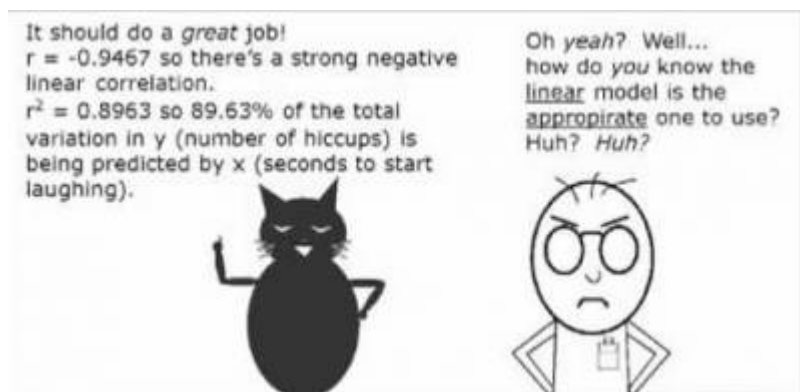 It should do a great job!
r = -0.9467 so there's a strong negative
linear correlation.
r² = 0.8963 so 89.63% of the total
variation in y (number of hiccups) is
being predicted by x (seconds to start
laughing).
Oh yeah? Well...
how do you know the
linear model is the
appropirate one to use?
Huh? Huh?